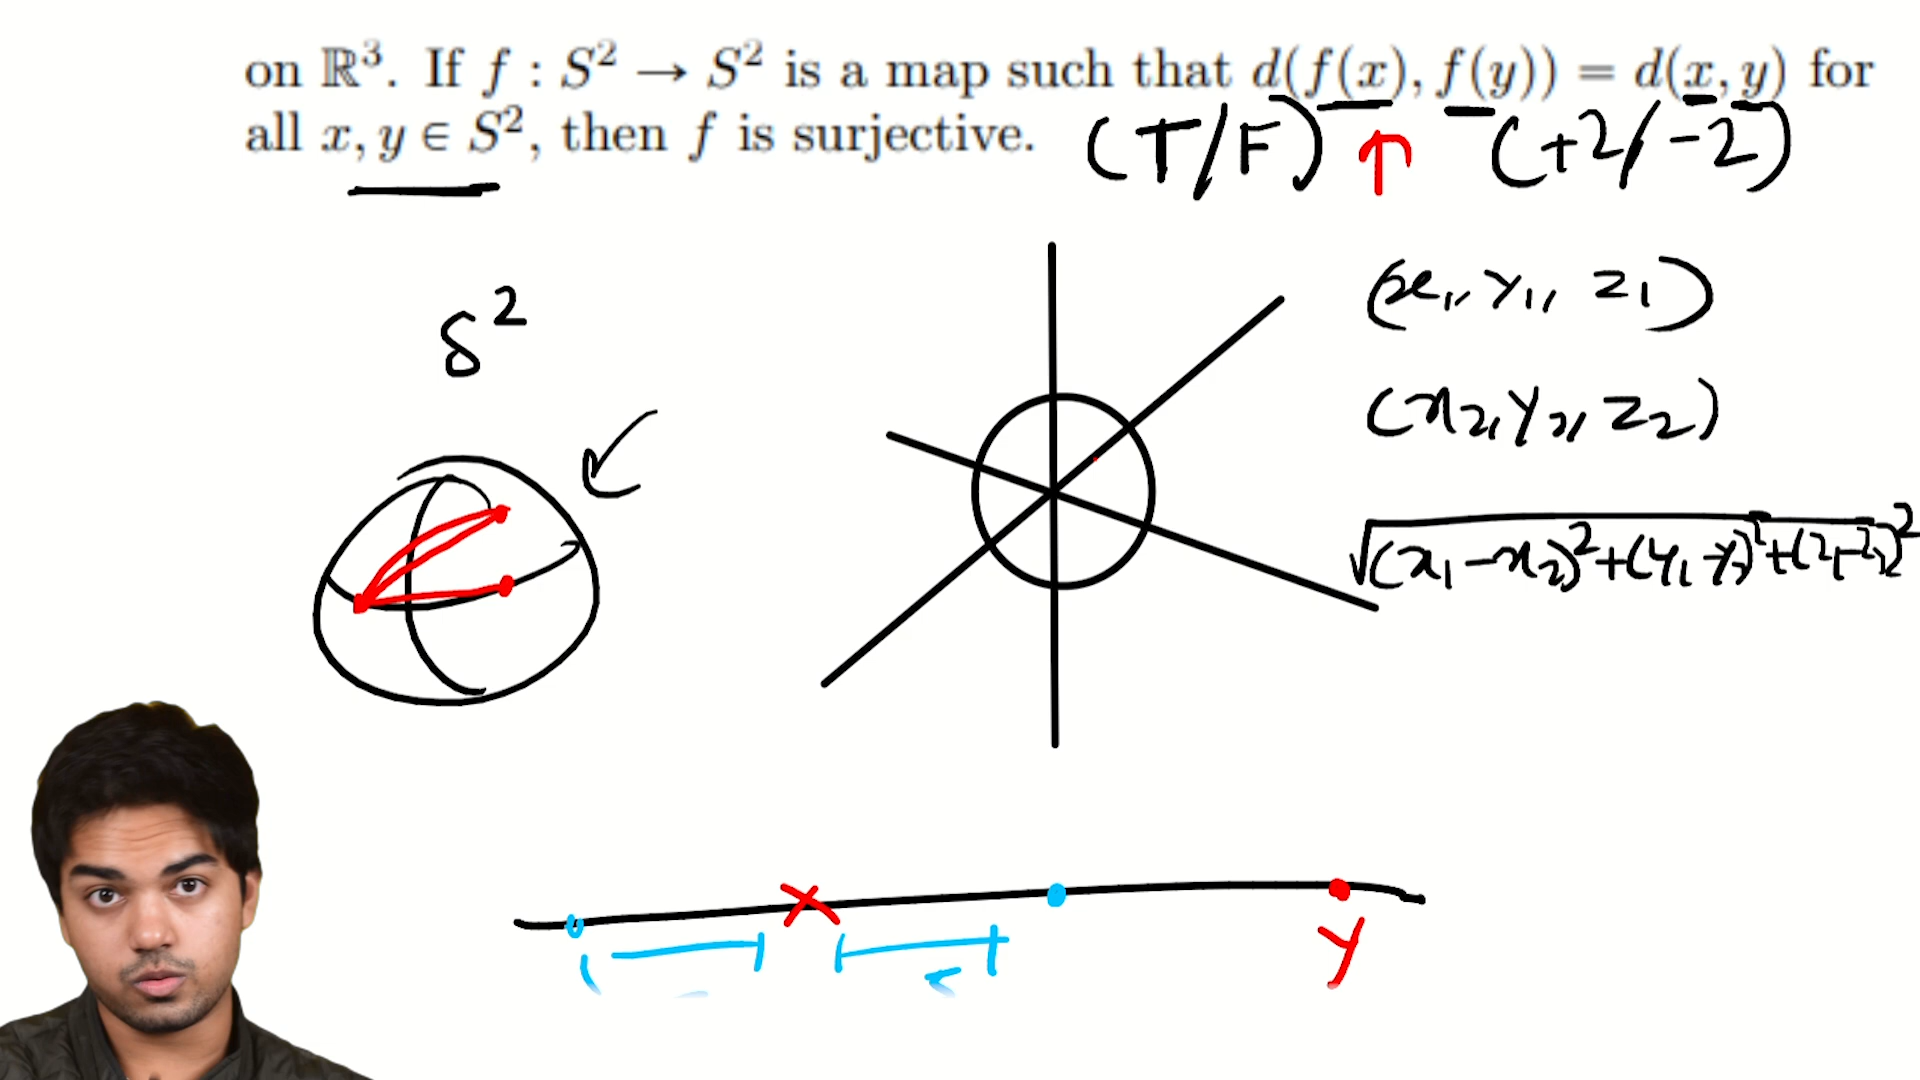 on ℝ³. If f : S² → S² is a map such that d(f(x), f(y)) = d(x, y) for
all x, y ∈ S², then f is surjective. (T/F) ↑ (+2/-2)
S²
(x₁, y₁, z₁)
(x₂, y₂, z₂)
√(x₁-x₂)²+(y₁-y₂)²+(z₁-z₂)²
y